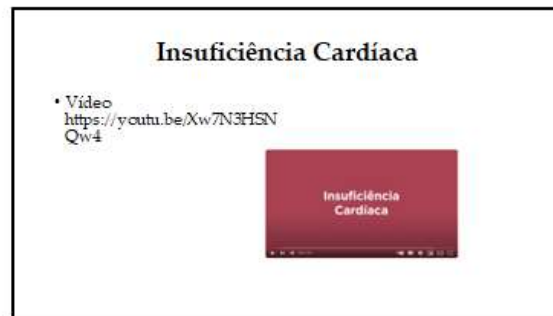 Insuficiência Cardíaca
• Vídeo
https://youtu.be/Xw7N3HSN
Qw4
Insuficiência
Cardíaca